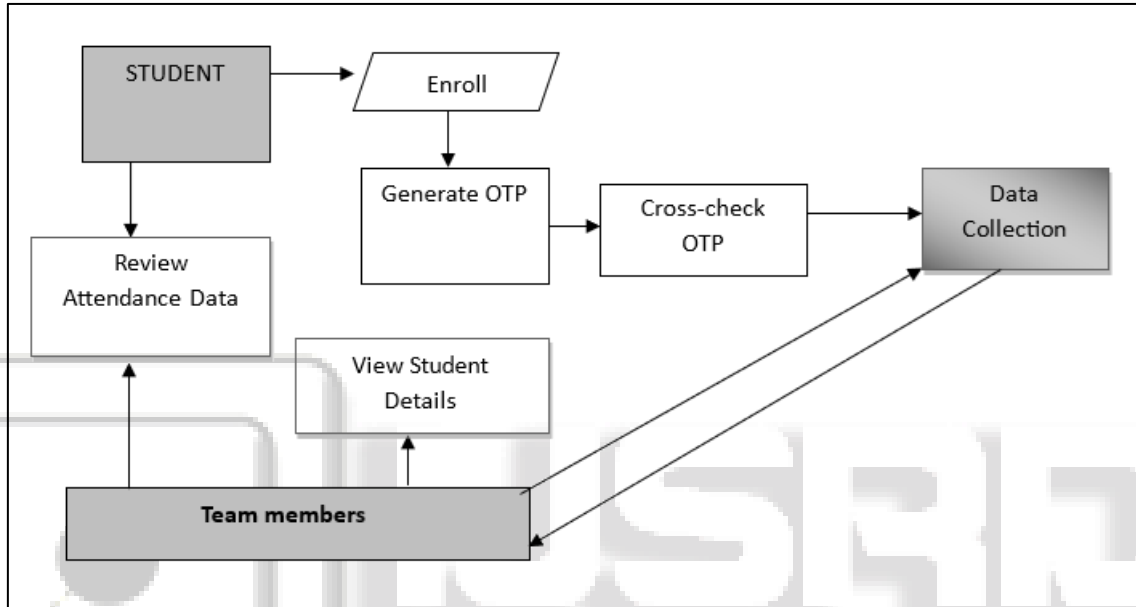 STUDENT
Enroll
Generate OTP
Cross-check
OTP
Data
Collection
Review
Attendance Data
View Student
Details
Team members